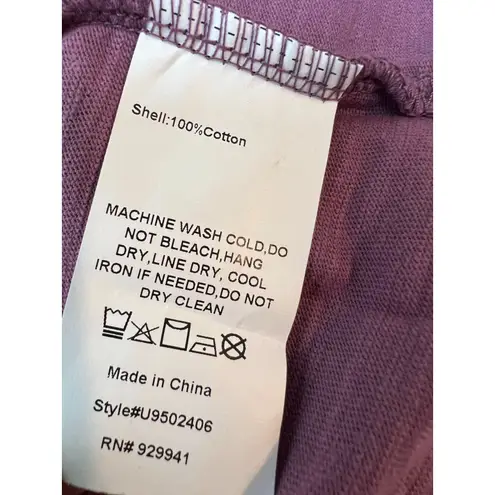 Shell:100%Cotton
MACHINE WASH COLD,DO
NOT BLEACH,HANG
DRY,LINE DRY, COOL
IRON IF NEEDED,DO NOT
DRY CLEAN
Made in China
Style#U9502406
RN# 929941